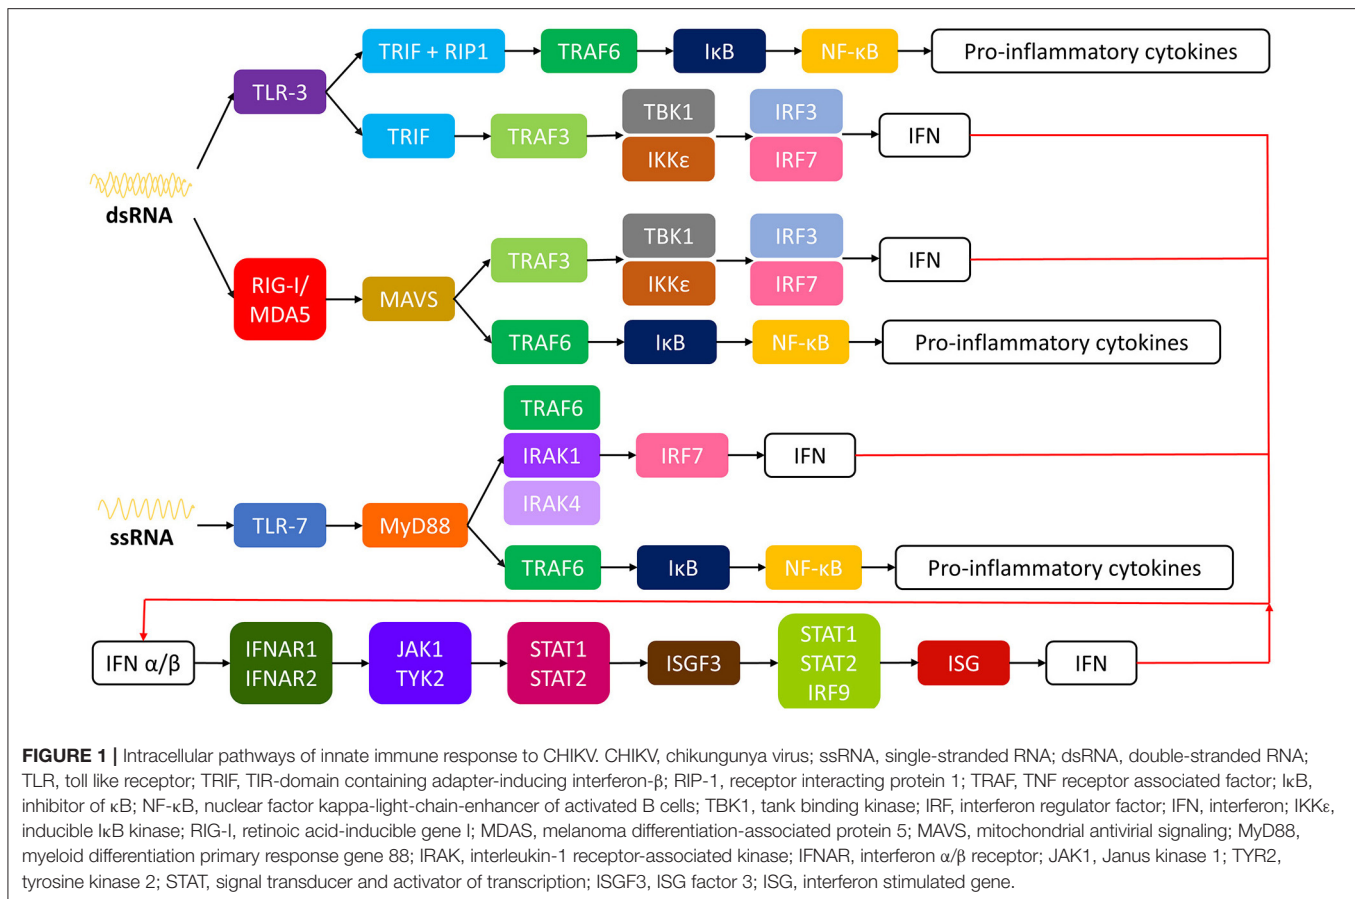 TRIF + RIP1
TRAF6
IκB
NF-κB
Pro-inflammatory cytokines
TLR-3
TRIF
TRAF3
TBK1
IKKε
IRF3
IRF7
IFN
dsRNA
RIG-I/
MDA5
MAVS
TRAF3
TBK1
IKKε
IRF3
IRF7
IFN
TRAF6
IκB
NF-κB
Pro-inflammatory cytokines
TRAF6
IRAK1
IRAK4
IRF7
IFN
ssRNA
TLR-7
MyD88
TRAF6
IκB
NF-κB
Pro-inflammatory cytokines
IFN α/β
IFNAR1
IFNAR2
JAK1
TYK2
STAT1
STAT2
ISGF3
STAT1
STAT2
IRF9
ISG
IFN
FIGURE 1 | Intracellular pathways of innate immune response to CHIKV. CHIKV, chikungunya virus; ssRNA, single-stranded RNA; dsRNA, double-stranded RNA;
TLR, toll like receptor; TRIF, TIR-domain containing adapter-inducing interferon-β; RIP-1, receptor interacting protein 1; TRAF, TNF receptor associated factor; IκB,
inhibitor of κB; NF-κB, nuclear factor kappa-light-chain-enhancer of activated B cells; TBK1, tank binding kinase; IRF, interferon regulator factor; IFN, interferon; IKKε,
inducible IκB kinase; RIG-I, retinoic acid-inducible gene I; MDAS, melanoma differentiation-associated protein 5; MAVS, mitochondrial antivirial signaling; MyD88,
myeloid differentiation primary response gene 88; IRAK, interleukin-1 receptor-associated kinase; IFNAR, interferon α/β receptor; JAK1, Janus kinase 1; TYR2,
tyrosine kinase 2; STAT, signal transducer and activator of transcription; ISGF3, ISG factor 3; ISG, interferon stimulated gene.